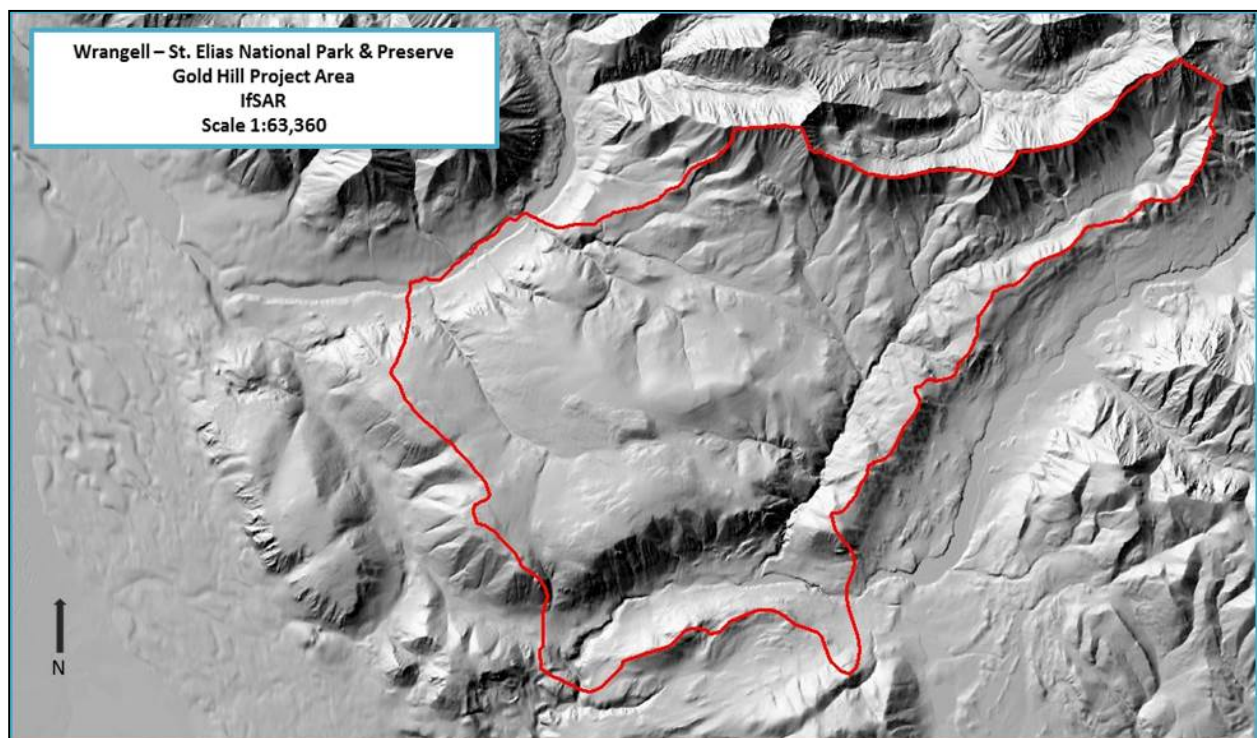 Wrangell – St. Elias National Park & Preserve
Gold Hill Project Area
IfSAR
Scale 1:63,360
N